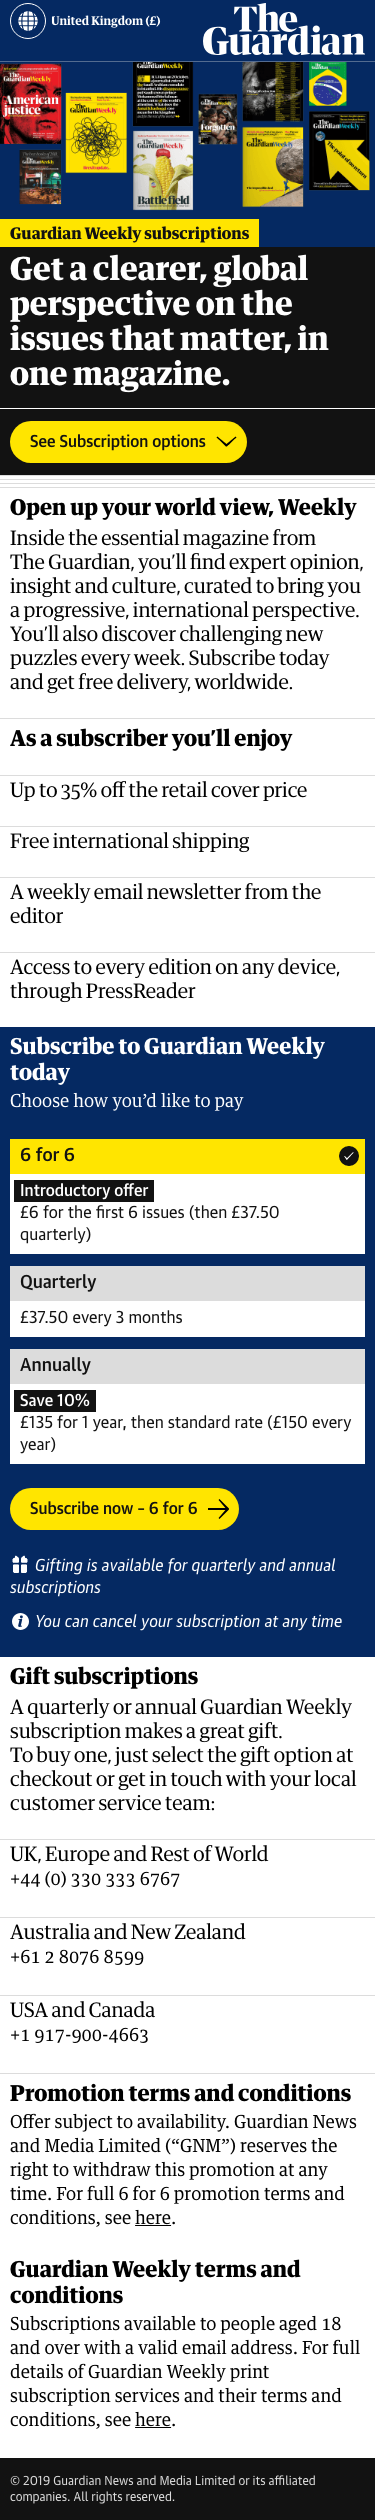 United Kingdom (£)
The
Guardian
American
justice
Forgotten
Battlefield
Guardian Weekly subscriptions
Get a clearer, global
perspective on the
issues that matter, in
one magazine.
See Subscription options
Open up your world view, Weekly
Inside the essential magazine from
The Guardian, you’ll find expert opinion,
insight and culture, curated to bring you
a progressive, international perspective.
You’ll also discover challenging new
puzzles every week. Subscribe today
and get free delivery, worldwide.
As a subscriber you’ll enjoy
Up to 35% off the retail cover price
Free international shipping
A weekly email newsletter from the
editor
Access to every edition on any device,
through PressReader
Subscribe to Guardian Weekly
today
Choose how you’d like to pay
6 for 6
Introductory offer
£6 for the first 6 issues (then £37.50
quarterly)
Quarterly
£37.50 every 3 months
Annually
Save 10%
£135 for 1 year, then standard rate (£150 every
year)
Subscribe now – 6 for 6
Gifting is available for quarterly and annual
subscriptions
You can cancel your subscription at any time
Gift subscriptions
A quarterly or annual Guardian Weekly
subscription makes a great gift.
To buy one, just select the gift option at
checkout or get in touch with your local
customer service team:
UK, Europe and Rest of World
+44 (0) 330 333 6767
Australia and New Zealand
+61 2 8076 8599
USA and Canada
+1 917-900-4663
Promotion terms and conditions
Offer subject to availability. Guardian News
and Media Limited (“GNM”) reserves the
right to withdraw this promotion at any
time. For full 6 for 6 promotion terms and
conditions, see here.
Guardian Weekly terms and
conditions
Subscriptions available to people aged 18
and over with a valid email address. For full
details of Guardian Weekly print
subscription services and their terms and
conditions, see here.
© 2019 Guardian News and Media Limited or its affiliated
companies. All rights reserved.